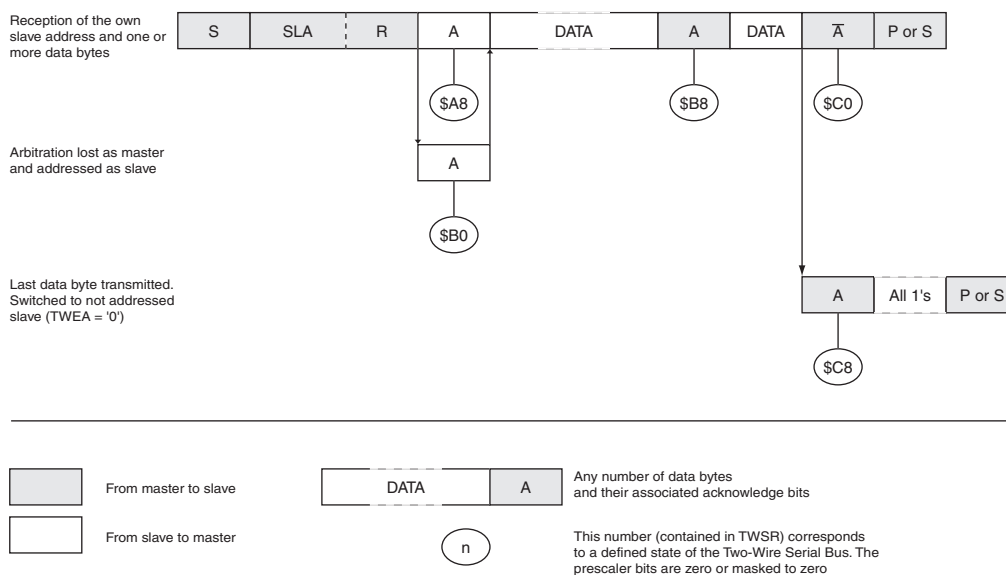 Reception of the own
slave address and one or
more data bytes
S SLA R A DATA A DATA A̅ P or S
$A8 $B8 $C0
Arbitration lost as master
and addressed as slave
A
$B0
Last data byte transmitted.
Switched to not addressed
slave (TWEA = '0')
A All 1's P or S
$C8
From master to slave
DATA A
Any number of data bytes
and their associated acknowledge bits
From slave to master
n
This number (contained in TWSR) corresponds
to a defined state of the Two-Wire Serial Bus. The
prescaler bits are zero or masked to zero